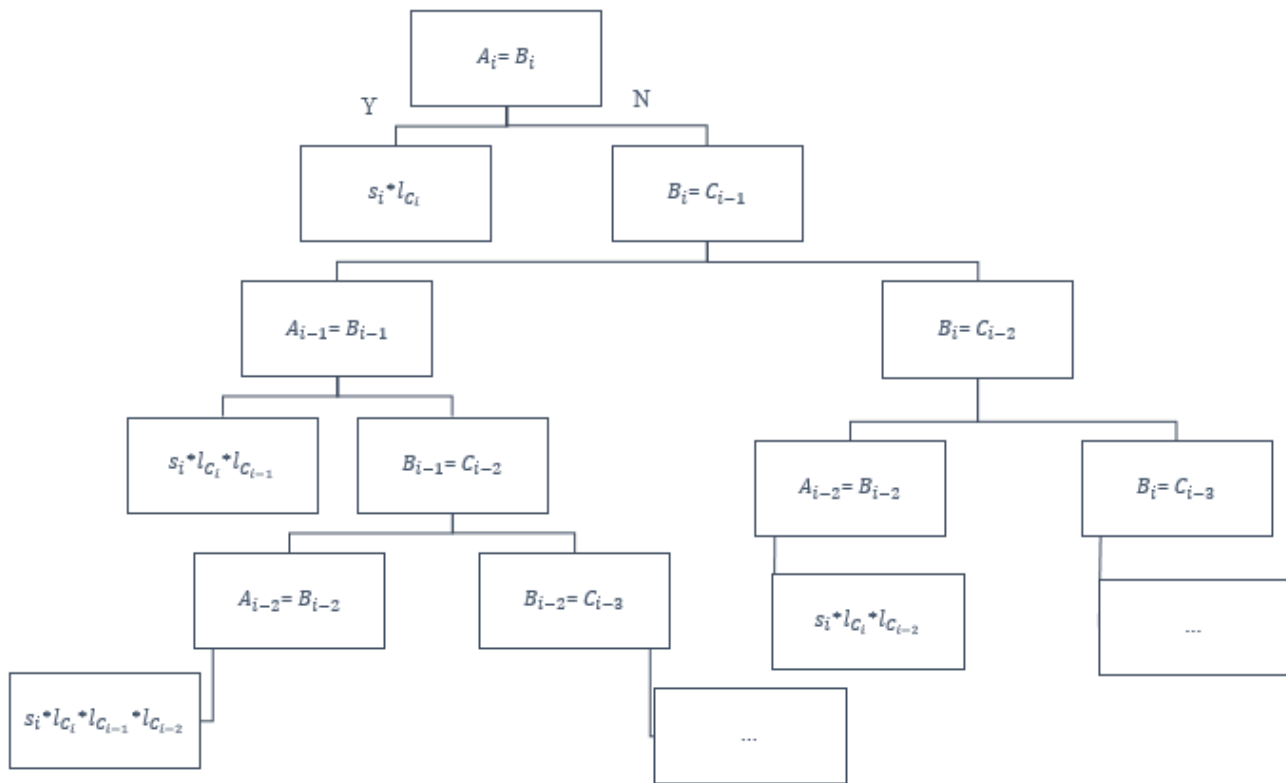 A_i = B_i
Y
N
s_i * l_{C_i}
B_i = C_{i-1}
A_{i-1} = B_{i-1}
B_i = C_{i-2}
s_i * l_{C_i} * l_{C_{i-1}}
B_{i-1} = C_{i-2}
A_{i-2} = B_{i-2}
B_i = C_{i-3}
A_{i-2} = B_{i-2}
B_{i-2} = C_{i-3}
s_i * l_{C_i} * l_{C_{i-2}}
...
s_i * l_{C_i} * l_{C_{i-1}} * l_{C_{i-2}}
...